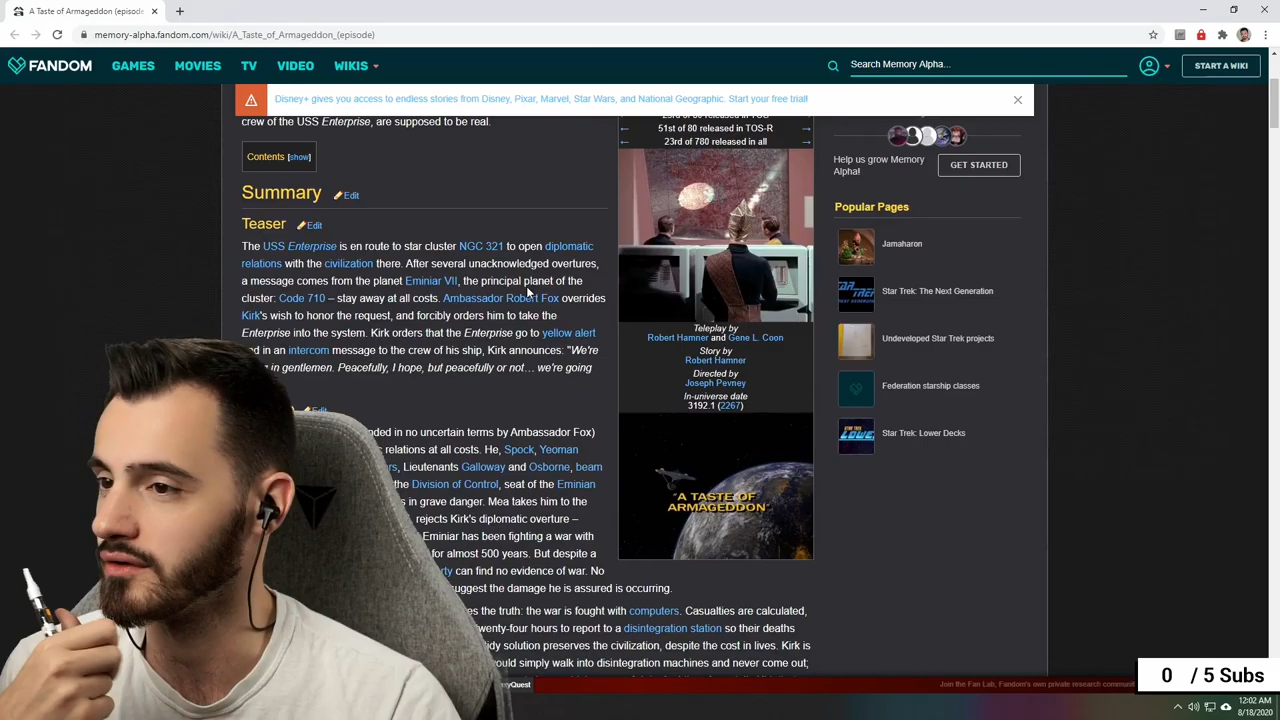 A Taste of Armageddon (episode)
memory-alpha.fandom.com/wiki/A_Taste_of_Armageddon_(episode)
FANDOM GAMES MOVIES TV VIDEO WIKIS Search Memory Alpha... START A WIKI
Disney+ gives you access to endless stories from Disney, Pixar, Marvel, Star Wars, and National Geographic. Start your free trial!
crew of the USS Enterprise, are supposed to be real.
Contents [show]
Summary Edit
Teaser Edit
The USS Enterprise is en route to star cluster NGC 321 to open diplomatic
relations with the civilization there. After several unacknowledged overtures,
a message comes from the planet Eminiar VII, the principal planet of the
cluster: Code 710 – stay away at all costs. Ambassador Robert Fox overrides
Kirk's wish to honor the request, and forcibly orders him to take the
Enterprise into the system. Kirk orders that the Enterprise go to yellow alert
in an intercom message to the crew of his ship, Kirk announces: "We're
in gentlemen. Peacefully, I hope, but peacefully or not… we're going
Edit
in no uncertain terms by Ambassador Fox)
relations at all costs. He, Spock, Yeoman
Lieutenants Galloway and Osborne, beam
the Division of Control, seat of the Eminian
in grave danger. Mea takes him to the
rejects Kirk's diplomatic overture –
Eminiar has been fighting a war with
for almost 500 years. But despite a
can find no evidence of war. No
suggest the damage he is assured is occurring.
the truth: the war is fought with computers. Casualties are calculated,
hours to report to a disintegration station so their deaths
solution preserves the civilization, despite the cost in lives. Kirk is
would simply walk into disintegration machines and never come out;
51st of 80 released in TOS-R
23rd of 780 released in all
Teleplay by
Robert Hamner and Gene L. Coon
Story by
Robert Hamner
Directed by
Joseph Pevney
In-universe date
3192.1 (2267)
"A TASTE OF
ARMAGEDDON"
Help us grow Memory
Alpha!
GET STARTED
Popular Pages
Jamaharon
Star Trek: The Next Generation
Undeveloped Star Trek projects
Federation starship classes
Star Trek: Lower Decks
Join the Fan Lab, Fandom's own private research
0 / 5 Subs
12:02 AM
8/18/2020